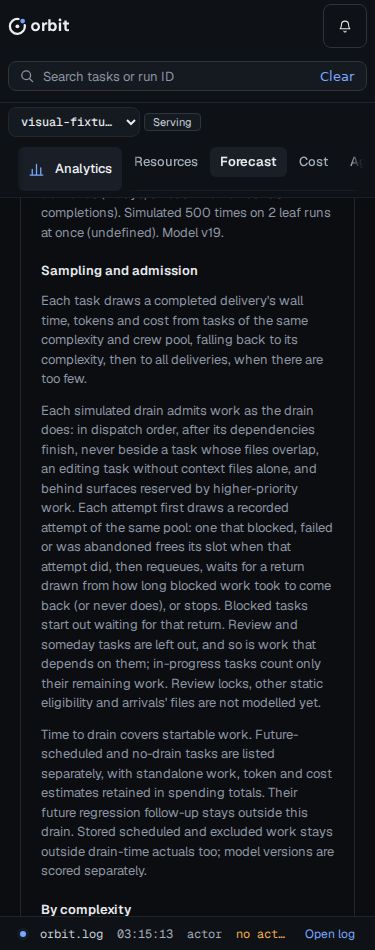 orbit
Search tasks or run ID
Clear
visual-fixtu…
Serving
Analytics
Resources
Forecast
Cost
completions). Simulated 500 times on 2 leaf runs
at once (undefined). Model v19.
Sampling and admission
Each task draws a completed delivery's wall
time, tokens and cost from tasks of the same
complexity and crew pool, falling back to its
complexity, then to all deliveries, when there are
too few.
Each simulated drain admits work as the drain
does: in dispatch order, after its dependencies
finish, never beside a task whose files overlap,
an editing task without context files alone, and
behind surfaces reserved by higher-priority
work. Each attempt first draws a recorded
attempt of the same pool: one that blocked, failed
or was abandoned frees its slot when that
attempt did, then requeues, waits for a return
drawn from how long blocked work took to come
back (or never does), or stops. Blocked tasks
start out waiting for that return. Review and
someday tasks are left out, and so is work that
depends on them; in-progress tasks count only
their remaining work. Review locks, other static
eligibility and arrivals' files are not modelled yet.
Time to drain covers startable work. Future-
scheduled and no-drain tasks are listed
separately, with standalone work, token and cost
estimates retained in spending totals. Their
future regression follow-up stays outside this
drain. Stored scheduled and excluded work stays
outside drain-time actuals too; model versions are
scored separately.
By complexity
orbit.log 03:15:13 actor no act… Open log